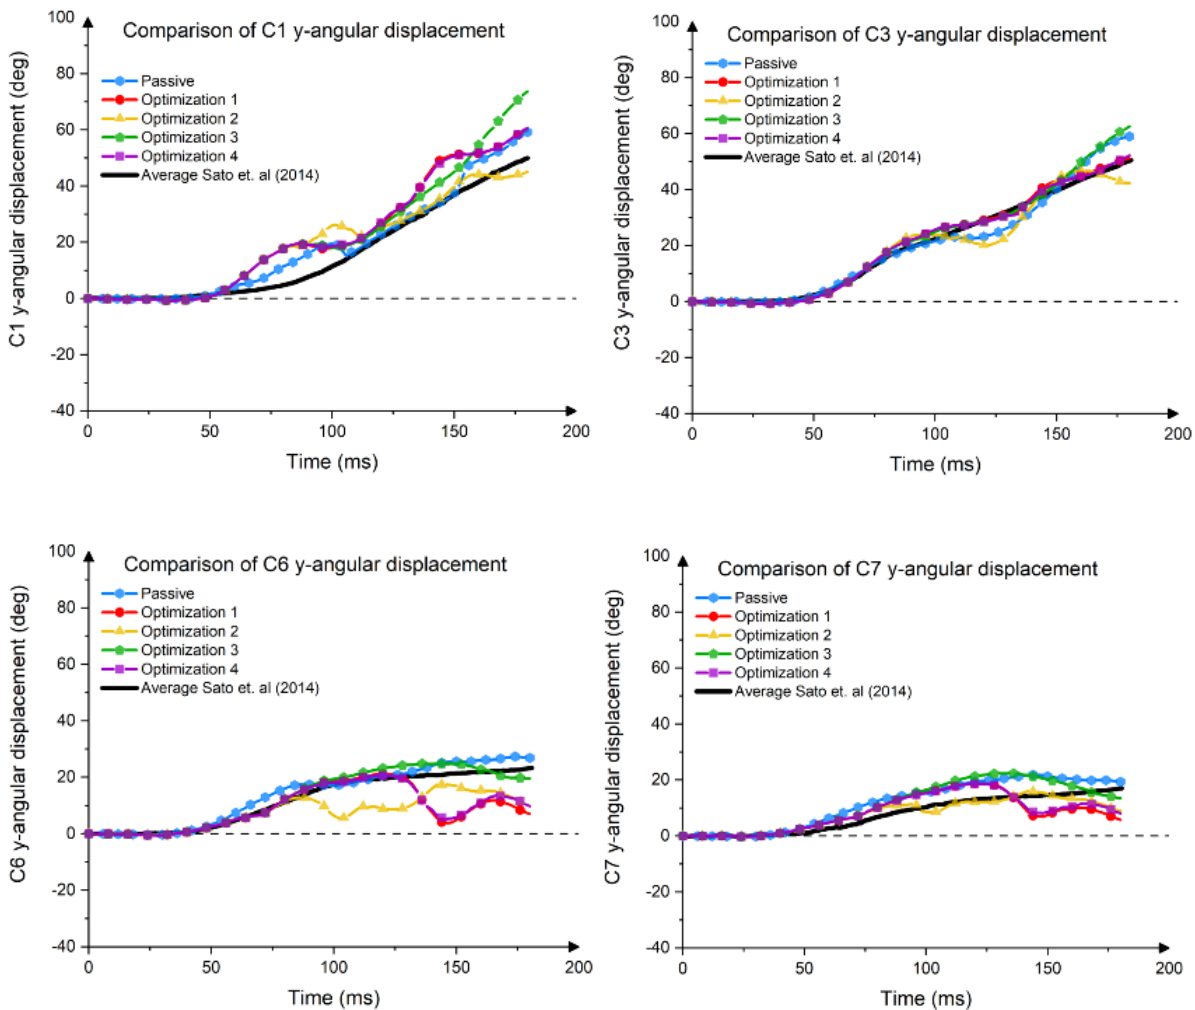 Comparison of C1 y-angular displacement
C1 y-angular displacement (deg)
100
80
60
40
20
0
-20
-40
Passive
Optimization 1
Optimization 2
Optimization 3
Optimization 4
Average Sato et. al (2014)
0 50 100 150 200
Time (ms)
Comparison of C3 y-angular displacement
C3 y-angular displacement (deg)
100
80
60
40
20
0
-20
-40
Passive
Optimization 1
Optimization 2
Optimization 3
Optimization 4
Average Sato et. al (2014)
0 50 100 150 200
Time (ms)
Comparison of C6 y-angular displacement
C6 y-angular displacement (deg)
100
80
60
40
20
0
-20
-40
Passive
Optimization 1
Optimization 2
Optimization 3
Optimization 4
Average Sato et. al (2014)
0 50 100 150 200
Time (ms)
Comparison of C7 y-angular displacement
C7 y-angular displacement (deg)
100
80
60
40
20
0
-20
-40
Passive
Optimization 1
Optimization 2
Optimization 3
Optimization 4
Average Sato et. al (2014)
0 50 100 150 200
Time (ms)